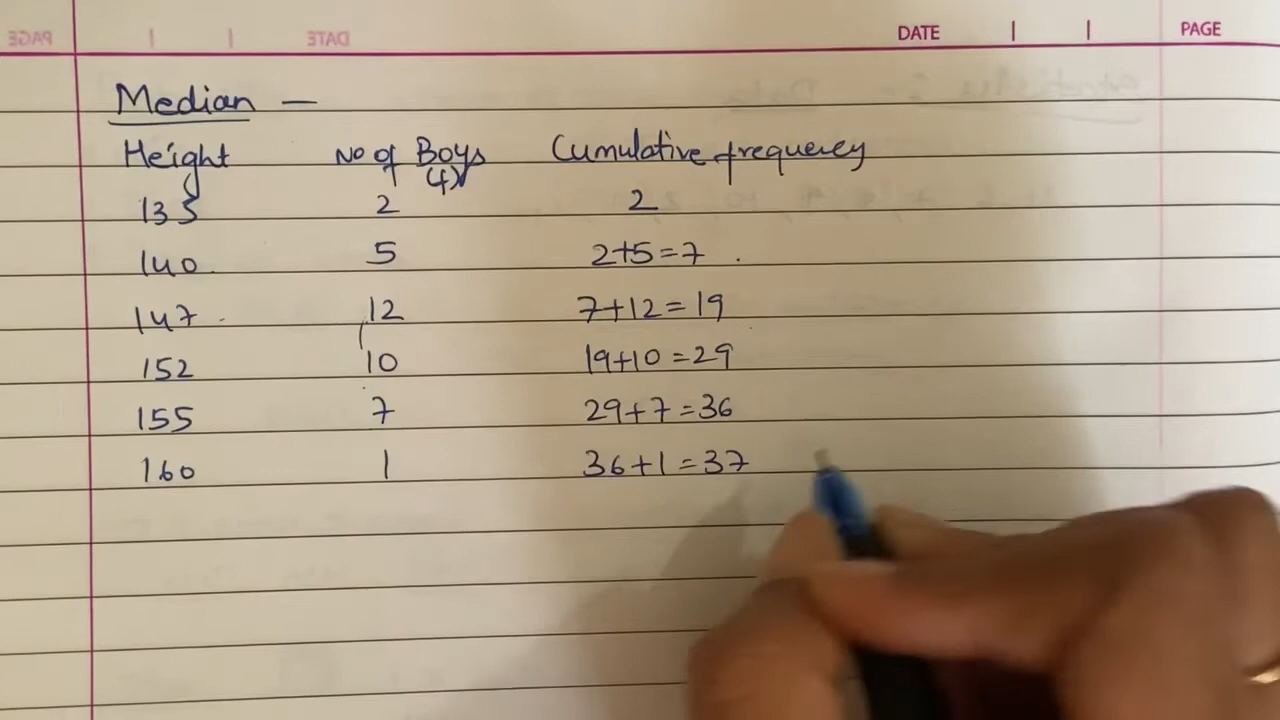 DATE PAGE
Median —
Height No of Boys Cumulative frequency
(f)
135 2 2
140 5 2+5=7
147 12 7+12=19
152 10 19+10=29
155 7 29+7=36
160 1 36+1=37